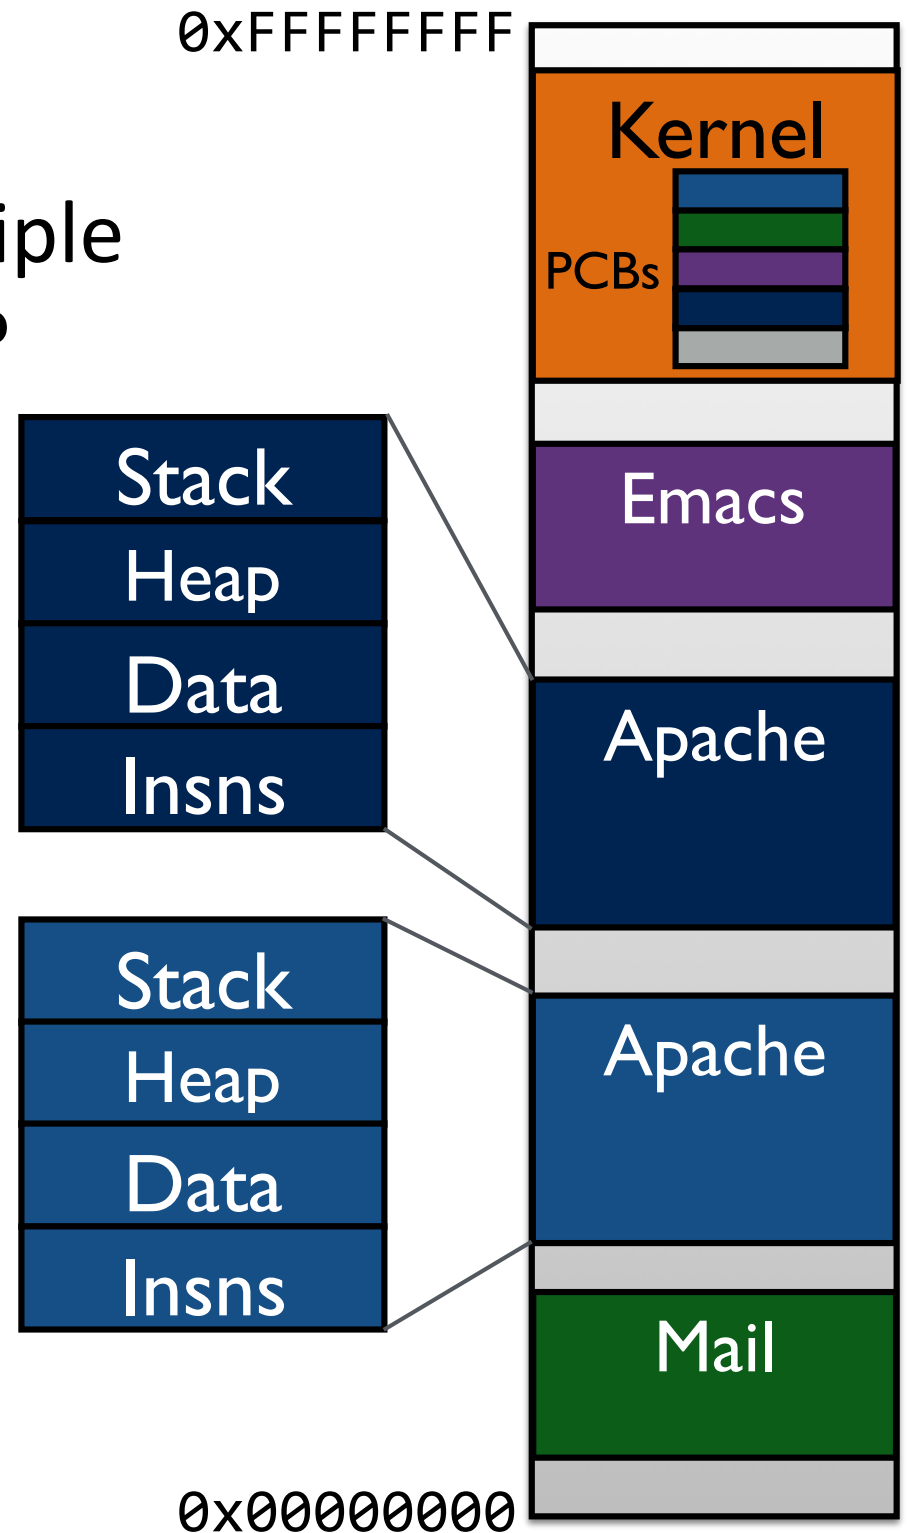 0xFFFFFFFF
Kernel
iple
PCBs
Stack
Heap
Data
Insns
Emacs
Apache
Stack
Heap
Data
Insns
Apache
Mail
0x00000000